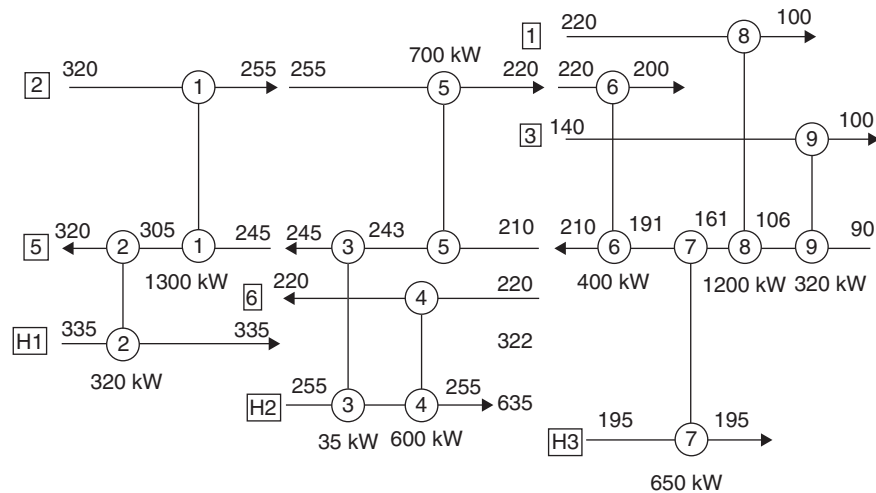 1 220 8 100
700 kW
2 320 1 255 255 5 220 220 6 200
3 140 9 100
5 320 2 305 1 245 245 3 243 5 210 210 6 191 7 161 8 106 9 90
1300 kW 400 kW 1200 kW 320 kW
6 220 4 220
H1 335 2 335 322
320 kW
H2 255 3 4 255 635
35 kW 600 kW
H3 195 7 195
650 kW